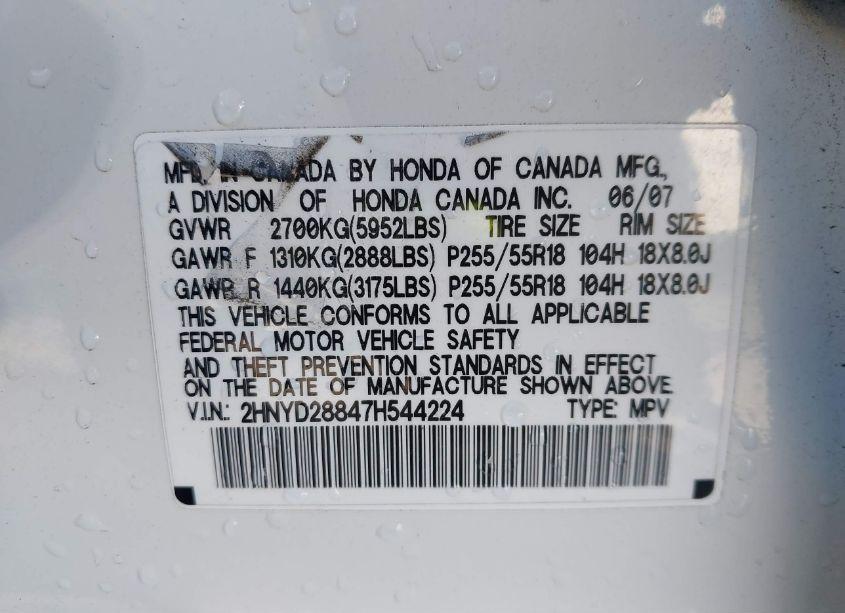 MFD. IN CANADA BY HONDA OF CANADA MFG.,
A DIVISION OF HONDA CANADA INC. 06/07
GVWR 2700KG(5952LBS) TIRE SIZE RIM SIZE
GAWR F 1310KG(2888LBS) P255/55R18 104H 18X8.0J
GAWR R 1440KG(3175LBS) P255/55R18 104H 18X8.0J
THIS VEHICLE CONFORMS TO ALL APPLICABLE
FEDERAL MOTOR VEHICLE SAFETY
AND THEFT PREVENTION STANDARDS IN EFFECT
ON THE DATE OF MANUFACTURE SHOWN ABOVE.
V.I.N.: 2HNYD28847H544224 TYPE: MPV